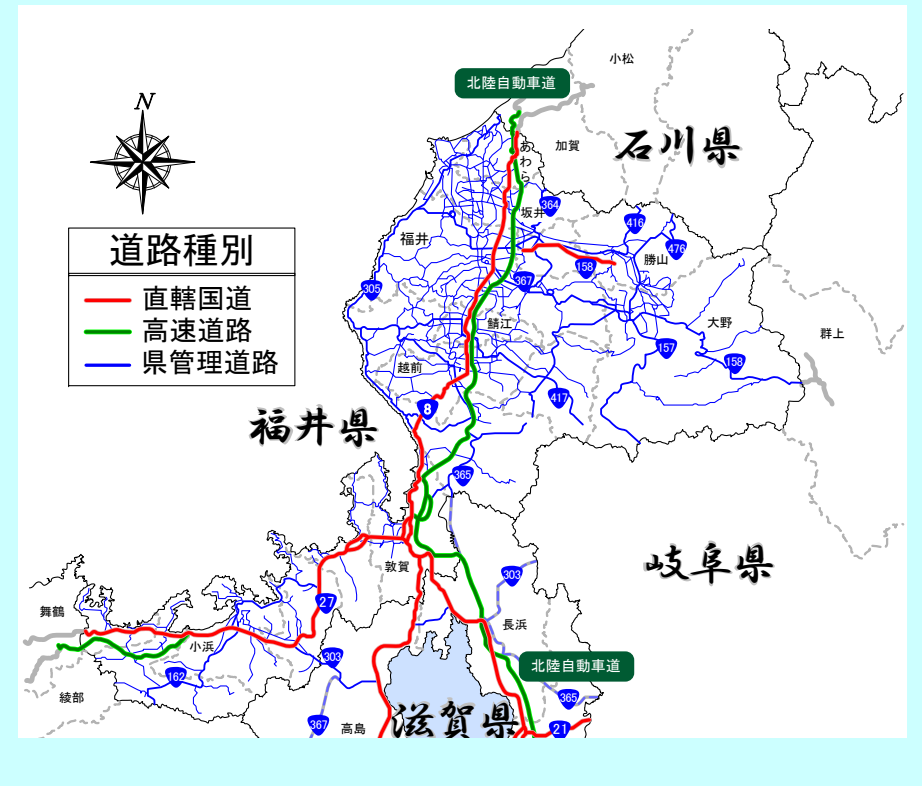 小松
北陸自動車道
N
あわら
加賀
石川県
坂井
364
416
476
福井
勝山
158
367
305
道路種別
直轄国道
高速道路
県管理道路
鯖江
大野
群上
157
158
越前
417
8
福井県
365
岐阜県
敦賀
303
27
舞鶴
長浜
小浜
303
北陸自動車道
162
綾部
365
367
高島
滋賀県
21